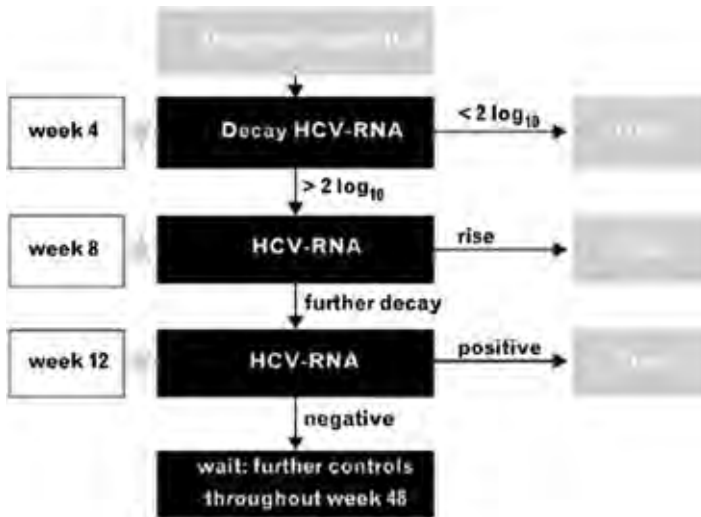 week 4
Decay HCV-RNA
< 2 log10
> 2 log10
week 8
HCV-RNA
rise
further decay
week 12
HCV-RNA
positive
negative
wait: further controls
throughout week 48